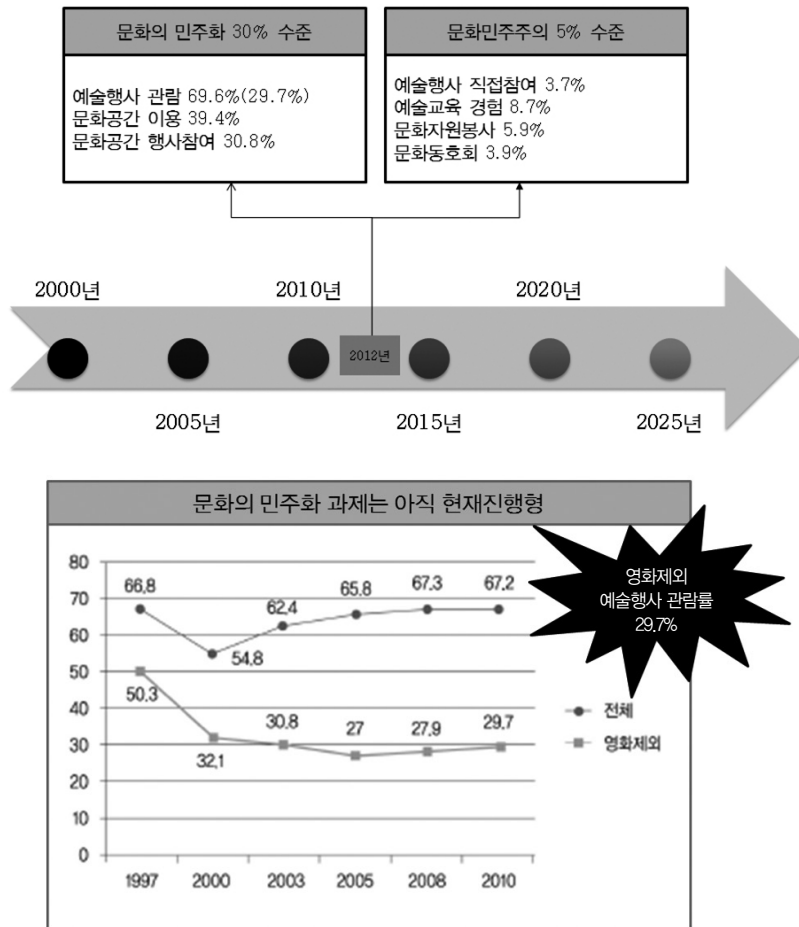 문화의 민주화 30% 수준
예술행사 관람 69.6%(29.7%)
문화공간 이용 39.4%
문화공간 행사참여 30.8%
문화민주주의 5% 수준
예술행사 직접참여 3.7%
예술교육 경험 8.7%
문화자원봉사 5.9%
문화동호회 3.9%
2000년
2010년
2020년
2012년
2005년
2015년
2025년
문화의 민주화 과제는 아직 현재진행형
영화제외
예술행사 관람률
29.7%
80
70
60
50
40
30
20
10
0
66.8
54.8
62.4
65.8
67.3
67.2
50.3
32.1
30.8
27
27.9
29.7
전체
영화제외
1997
2000
2003
2005
2008
2010